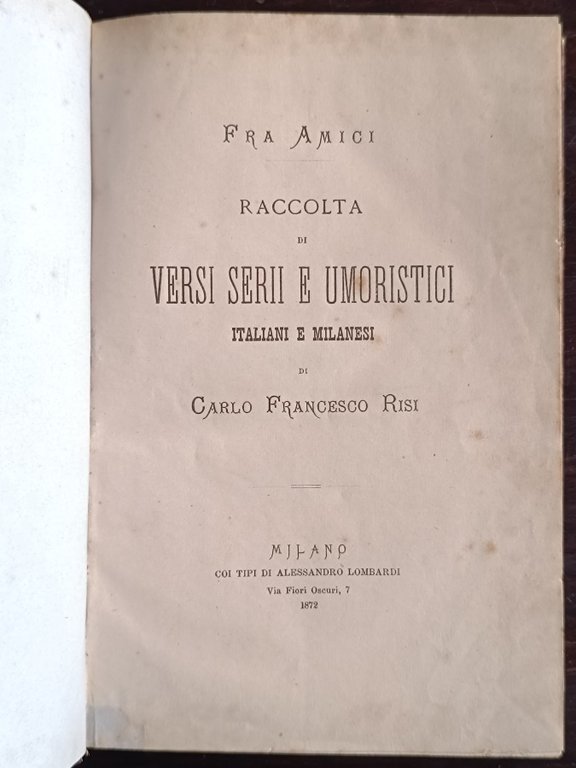 FRA AMICI
RACCOLTA
DI
VERSI SERII E UMORISTICI
ITALIANI E MILANESI
DI
CARLO FRANCESCO RISI
MILANO
COI TIPI DI ALESSANDRO LOMBARDI
Via Fiori Oscuri, 7
1872